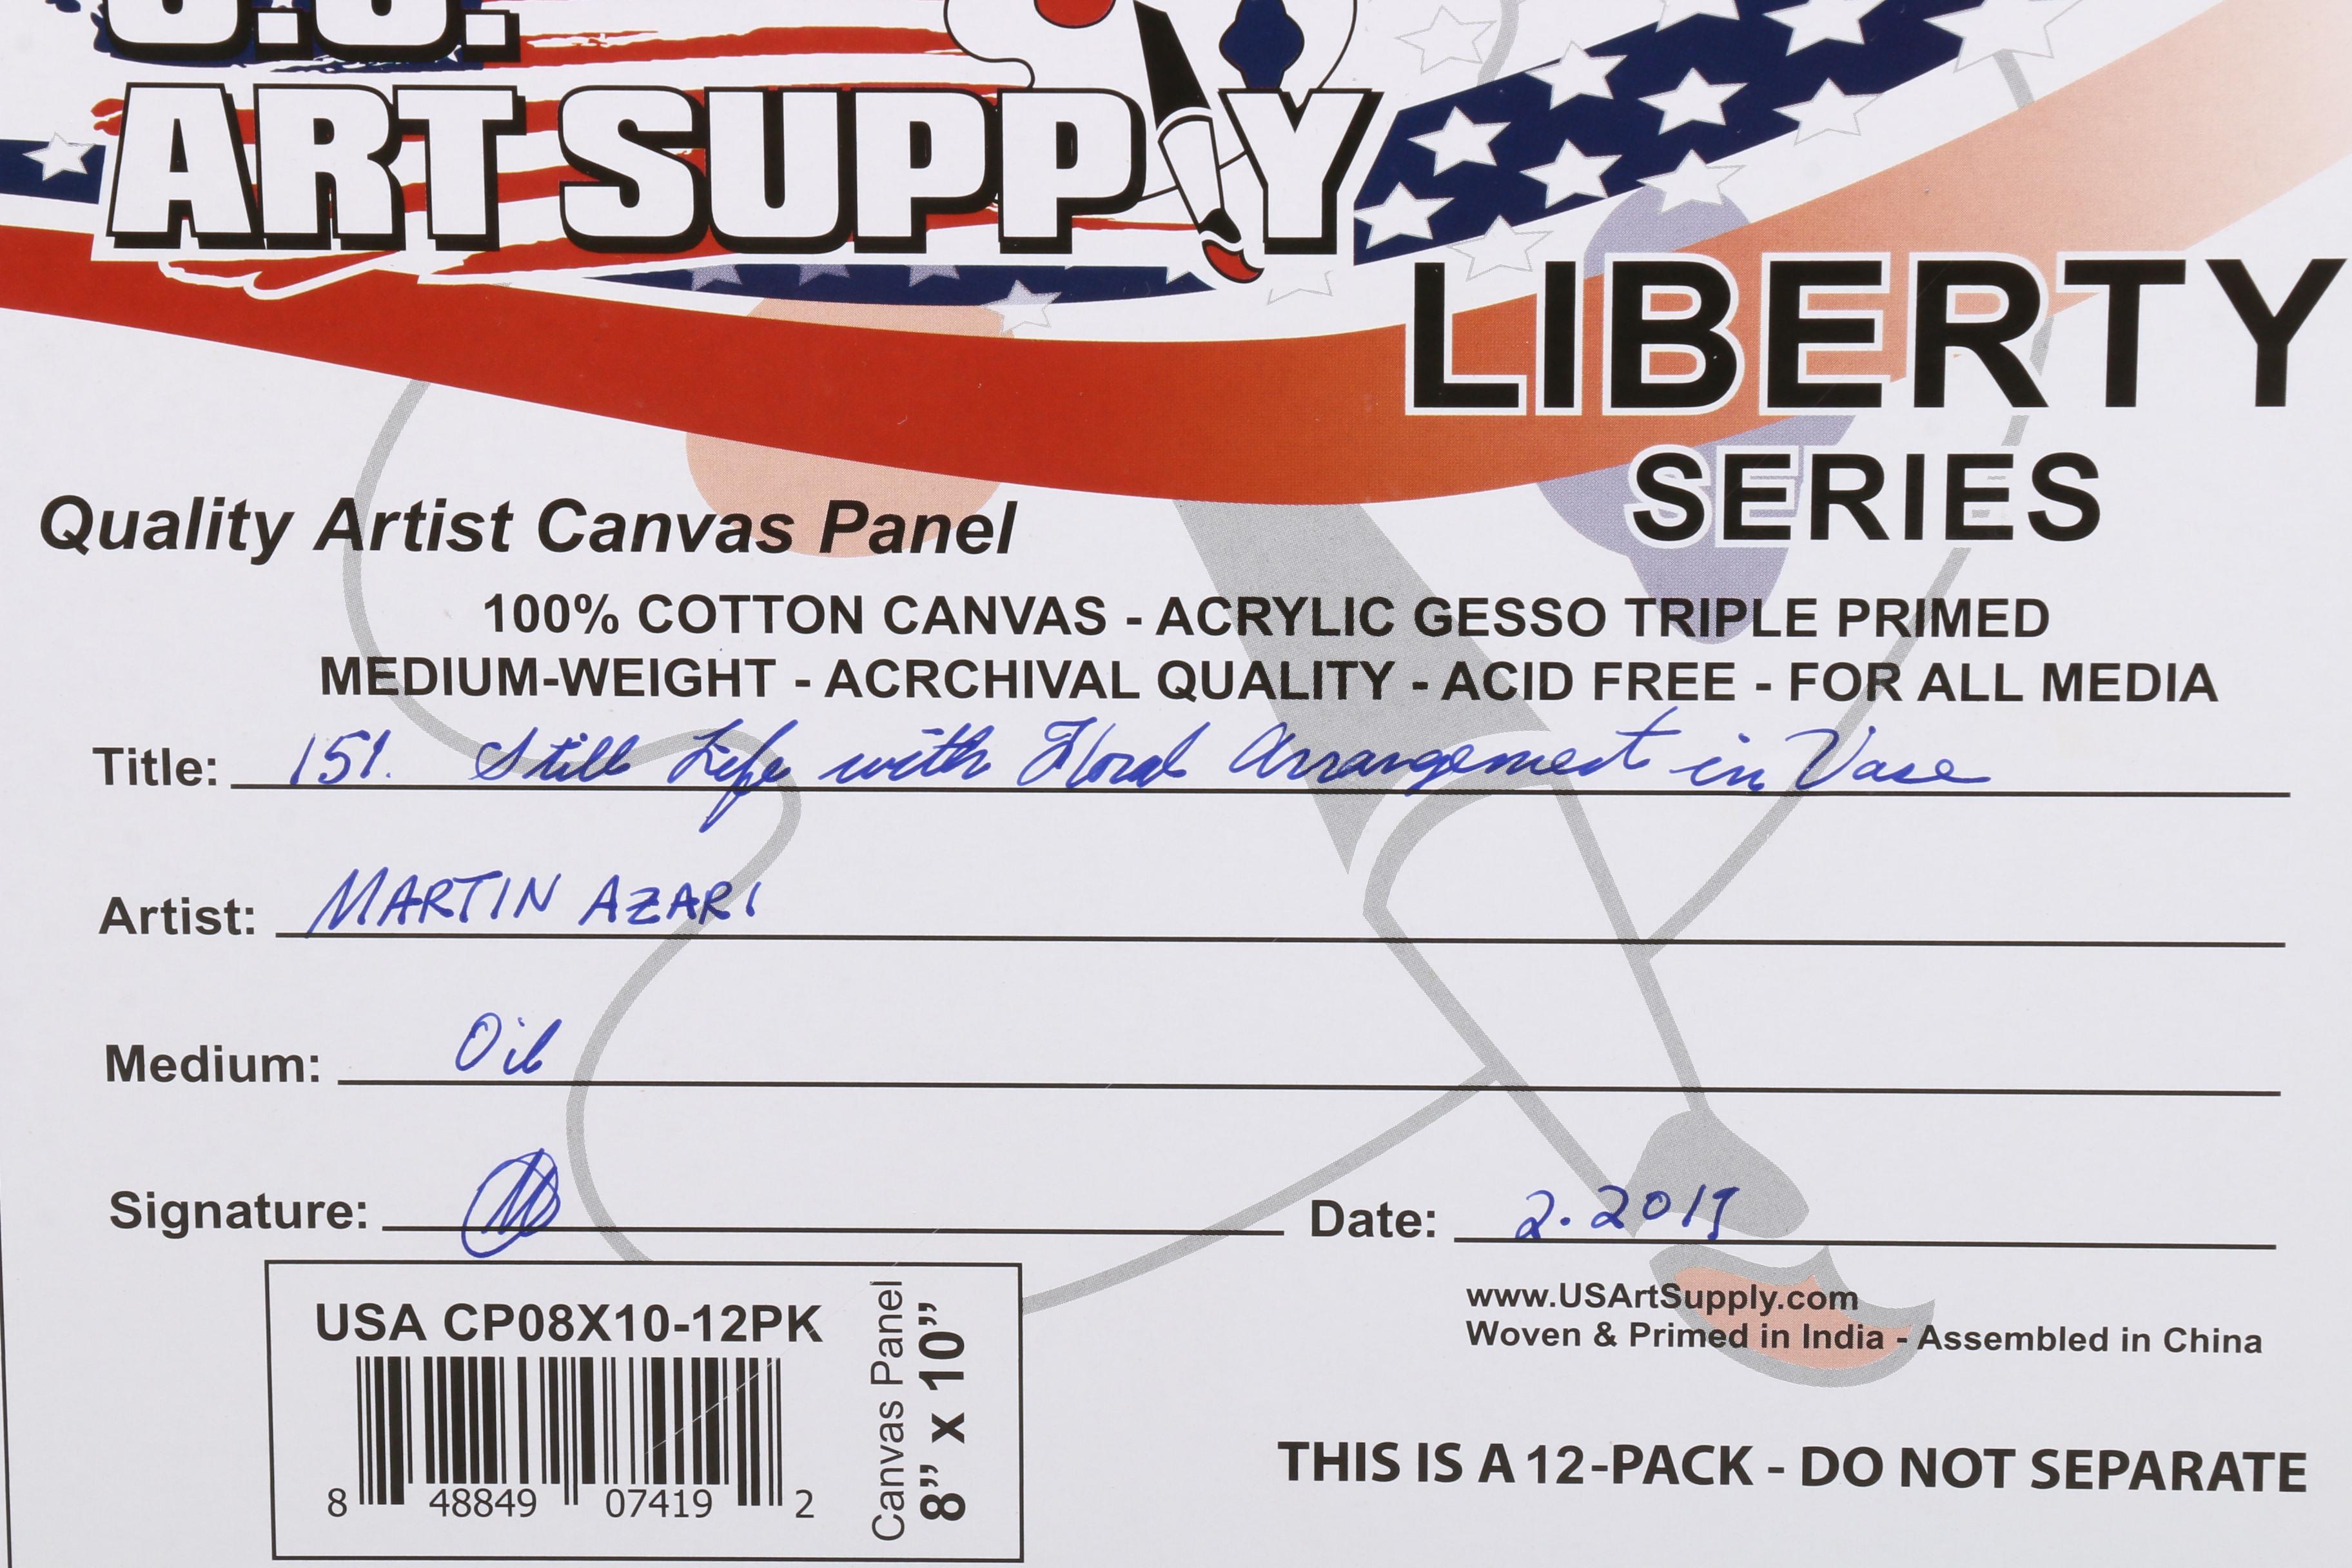 U.S.
ART SUPPLY
LIBERTY
SERIES
Quality Artist Canvas Panel
100% COTTON CANVAS - ACRYLIC GESSO TRIPLE PRIMED
MEDIUM-WEIGHT - ACRCHIVAL QUALITY - ACID FREE - FOR ALL MEDIA
Title: 151. Still Life with Floral Arrangement in Vase
Artist: MARTIN AZARI
Medium: Oil
Signature:
Date: 2.2019
USA CP08X10-12PK
8 48849 07419 2
Canvas Panel
8” x 10”
www.USArtSupply.com
Woven & Primed in India - Assembled in China
THIS IS A 12-PACK - DO NOT SEPARATE